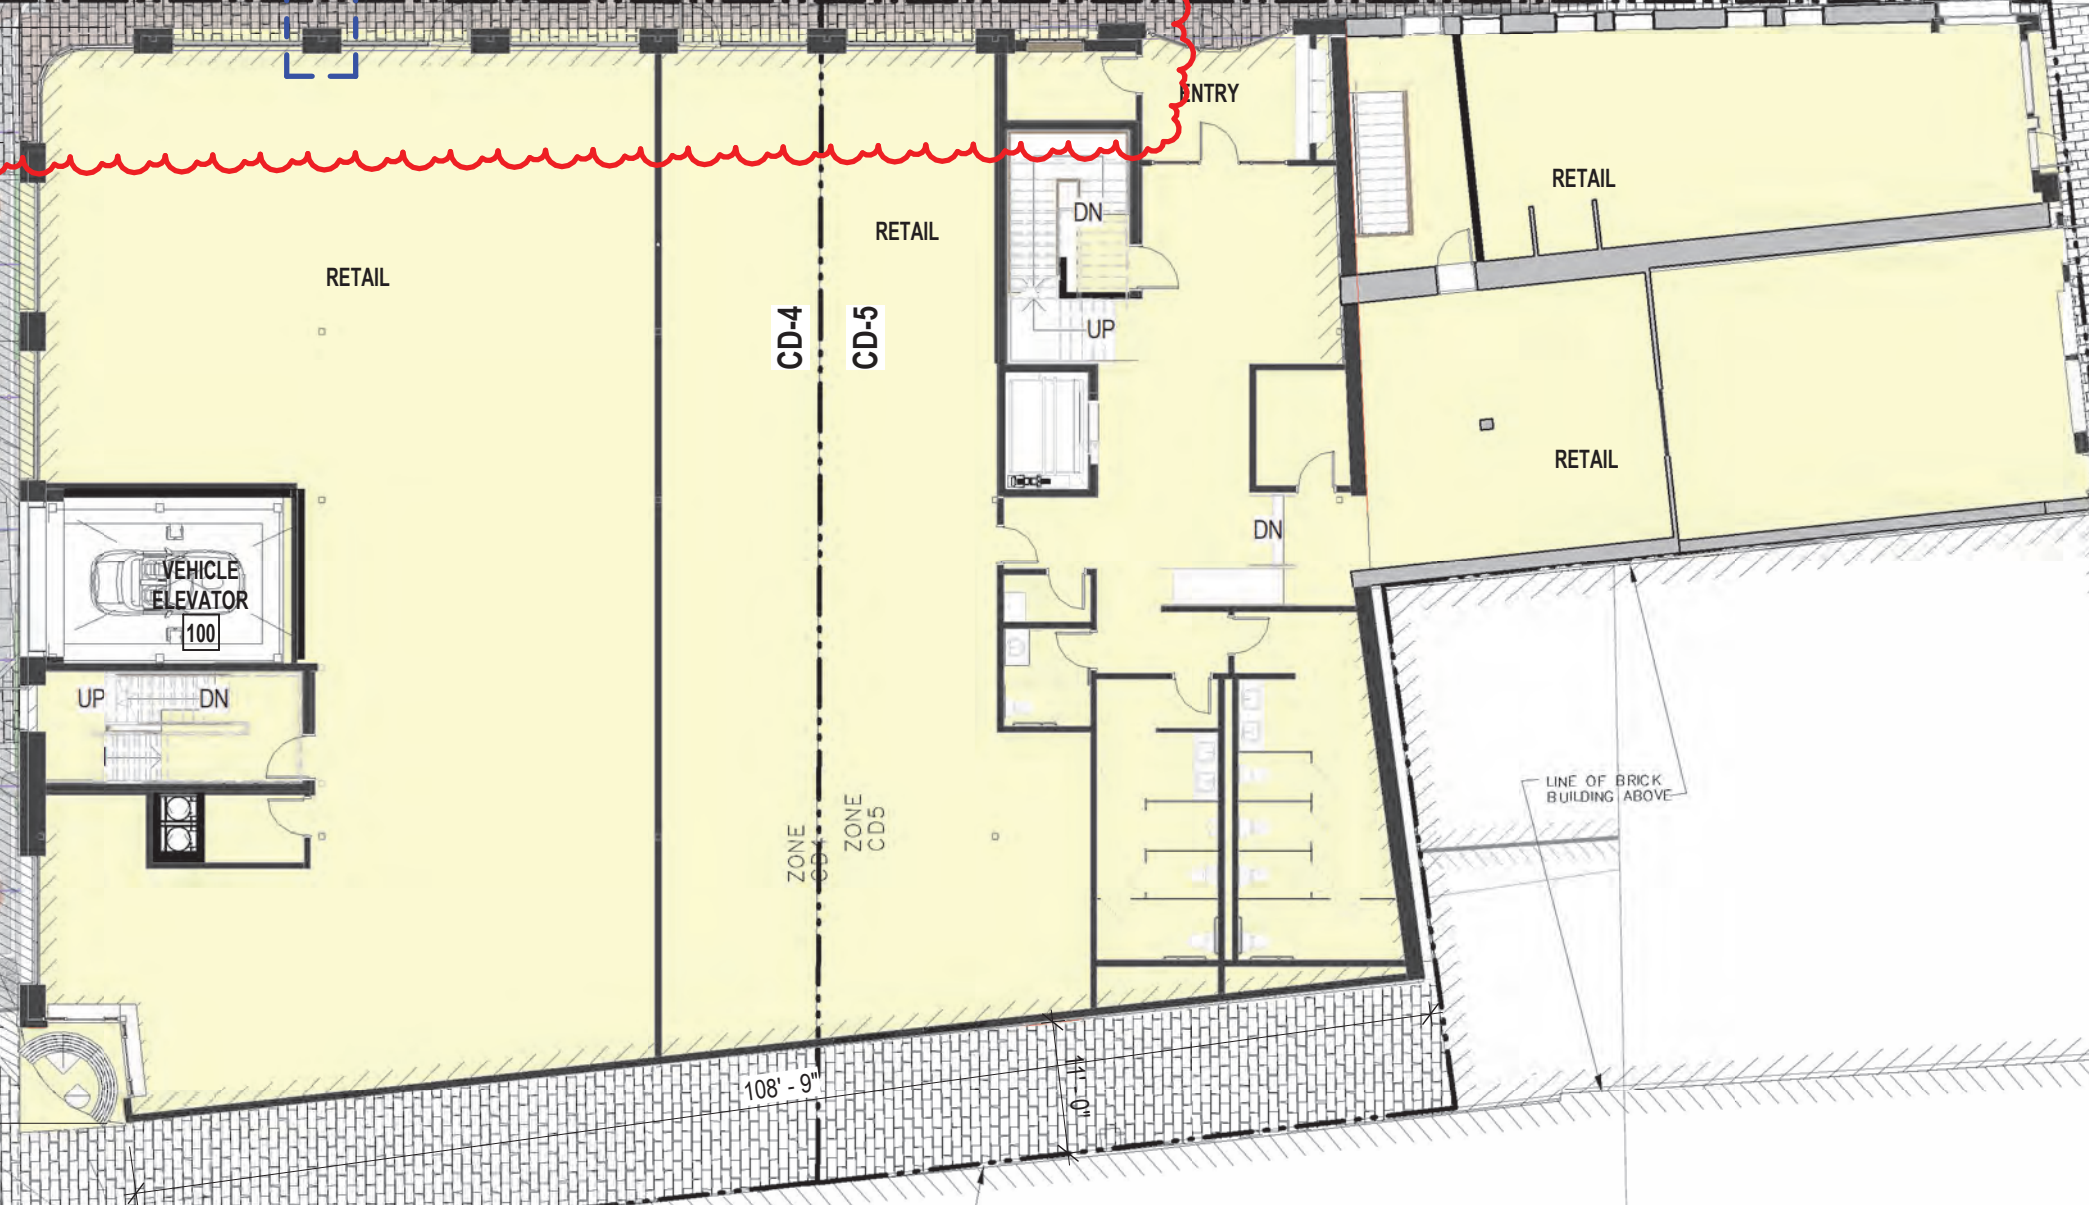 ENTRY
RETAIL
DN
RETAIL
RETAIL
CD-4
CD-5
UP
RETAIL
DN
VEHICLE
ELEVATOR
100
UP
DN
LINE OF BRICK
BUILDING ABOVE
ZONE
CD5
ZONE
108' - 9"
11' - 0"